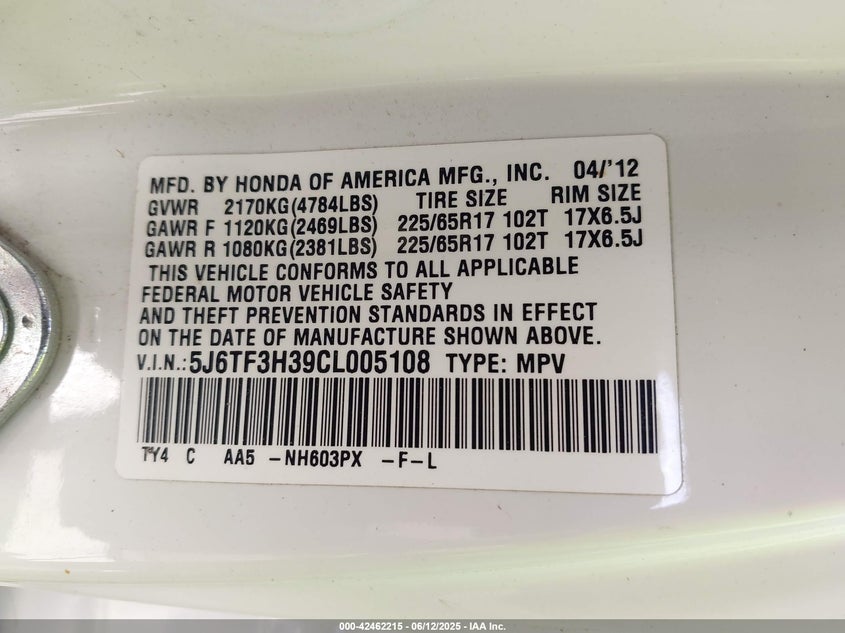 MFD. BY HONDA OF AMERICA MFG., INC. 04/'12
GVWR 2170KG(4784LBS) TIRE SIZE RIM SIZE
GAWR F 1120KG(2469LBS) 225/65R17 102T 17X6.5J
GAWR R 1080KG(2381LBS) 225/65R17 102T 17X6.5J
THIS VEHICLE CONFORMS TO ALL APPLICABLE
FEDERAL MOTOR VEHICLE SAFETY
AND THEFT PREVENTION STANDARDS IN EFFECT
ON THE DATE OF MANUFACTURE SHOWN ABOVE.
V.I.N.:5J6TF3H39CL005108 TYPE: MPV
TY4 C AA5 -NH603PX -F-L
000-42462215 - 06/12/2025 - IAA Inc.